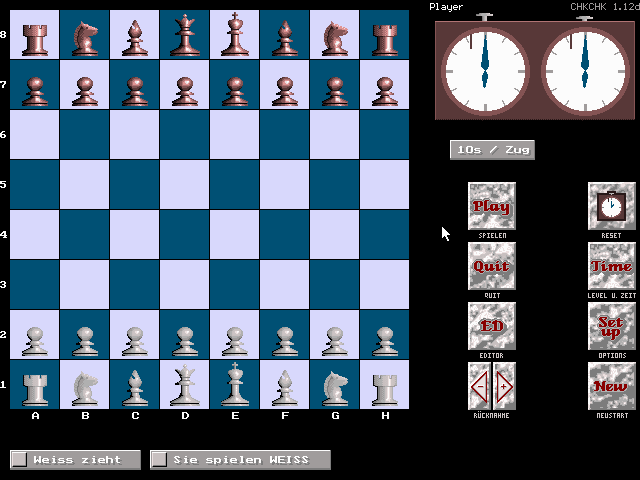 Player CHKCHK 1.12d
8
7
6
5
4
3
2
1
A B C D E F G H
10s / Zug
Play
SPIELEN
RESET
Quit
QUIT
Time
LEVEL U. ZEIT
ED
EDITOR
Set up
OPTIONS
- +
RÜCKNAHME
New
NEUSTART
Weiss zieht
Sie spielen WEISS